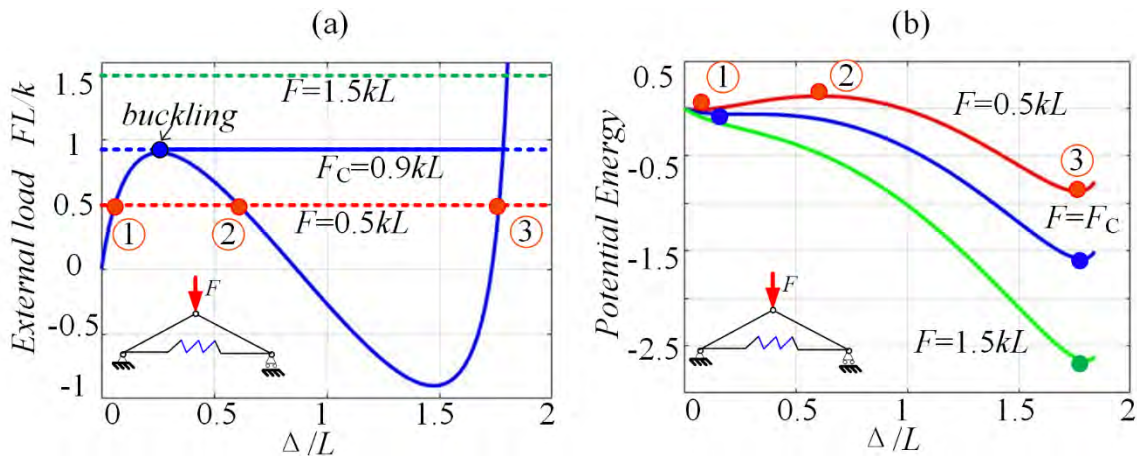 (a)
External load FL/k
1.5
1
0.5
0
-0.5
-1
F=1.5kL
buckling
F_C=0.9kL
F=0.5kL
1
2
3
F
0
0.5
1
1.5
2
Δ/L
(b)
Potential Energy
0.5
-0.5
-1.5
-2.5
1
2
F=0.5kL
3
F=F_C
F=1.5kL
F
0
0.5
1
1.5
2
Δ/L